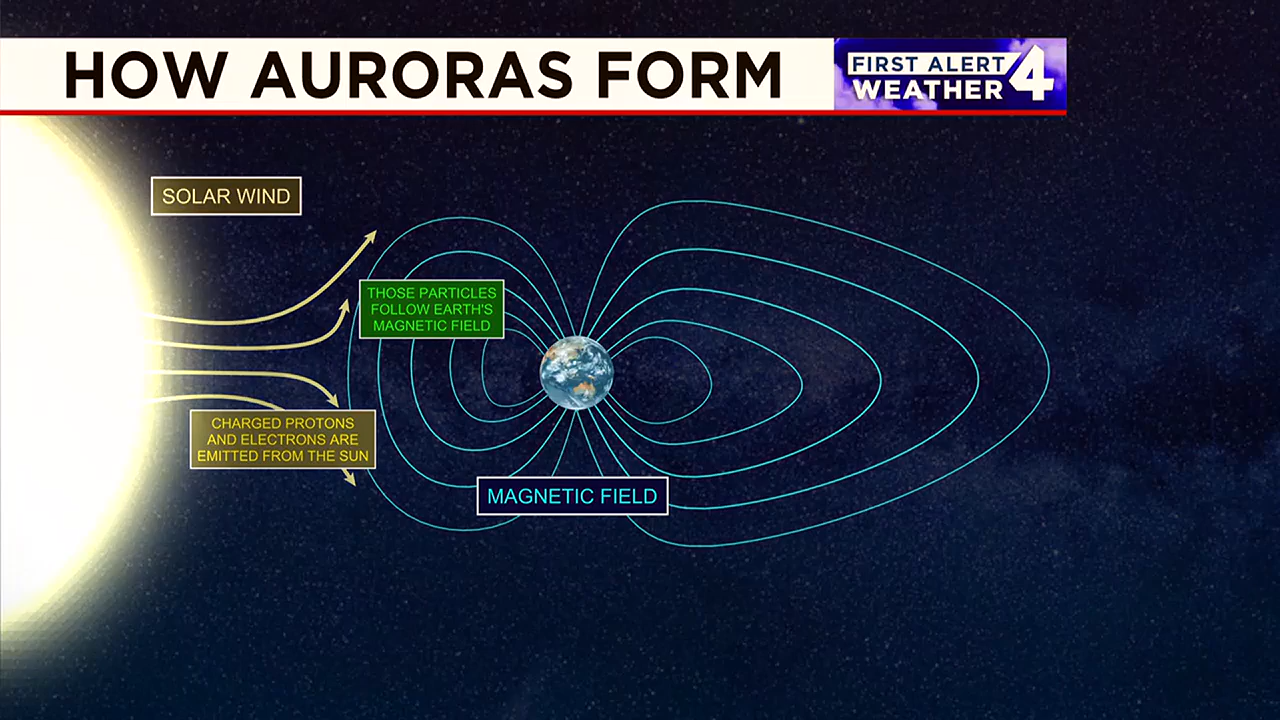 HOW AURORAS FORM
FIRST ALERT
WEATHER 4
SOLAR WIND
THOSE PARTICLES
FOLLOW EARTH'S
MAGNETIC FIELD
CHARGED PROTONS
AND ELECTRONS ARE
EMITTED FROM THE SUN
MAGNETIC FIELD